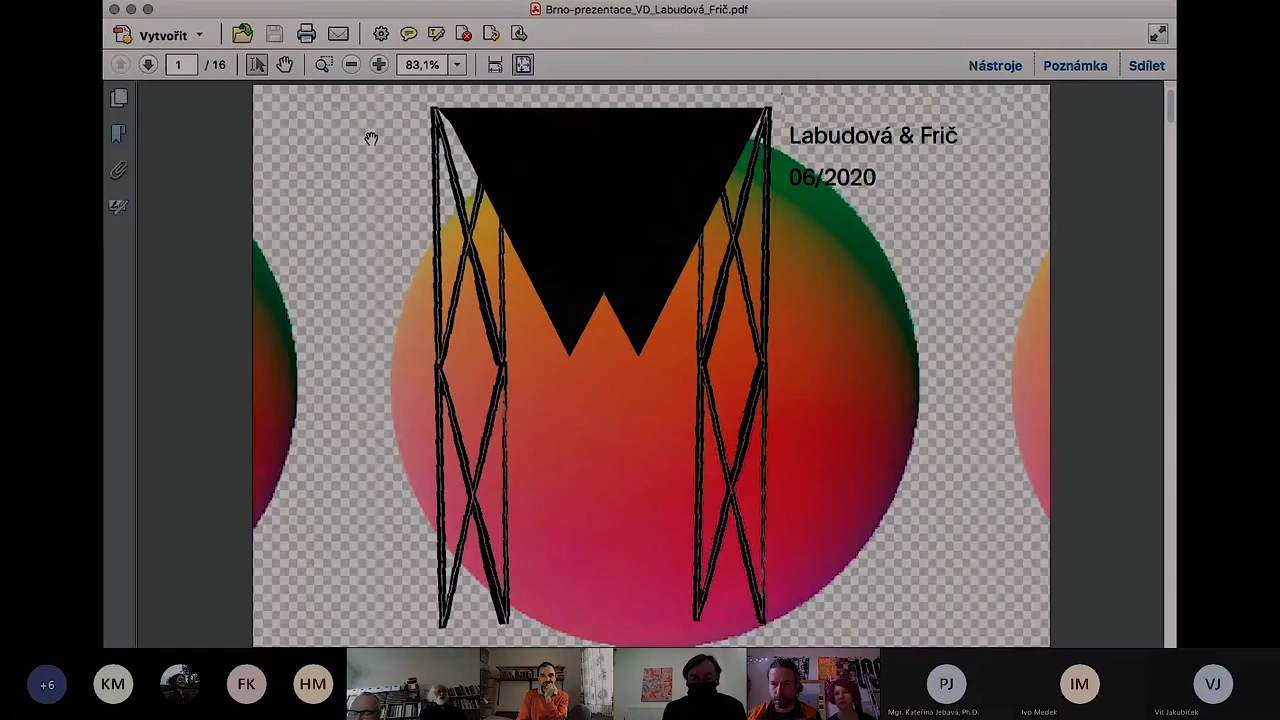 Brno-prezentace_VD_Labudová_Frič.pdf
Vytvořit
1 / 16
83,1%
Nástroje
Poznámka
Sdílet
Labudová & Frič
06/2020
+6
KM
FK
HM
PJ
IM
VJ
Mgr. Kateřina Jebavá, Ph.D.
Ivo Medek
Vít Jakubíček